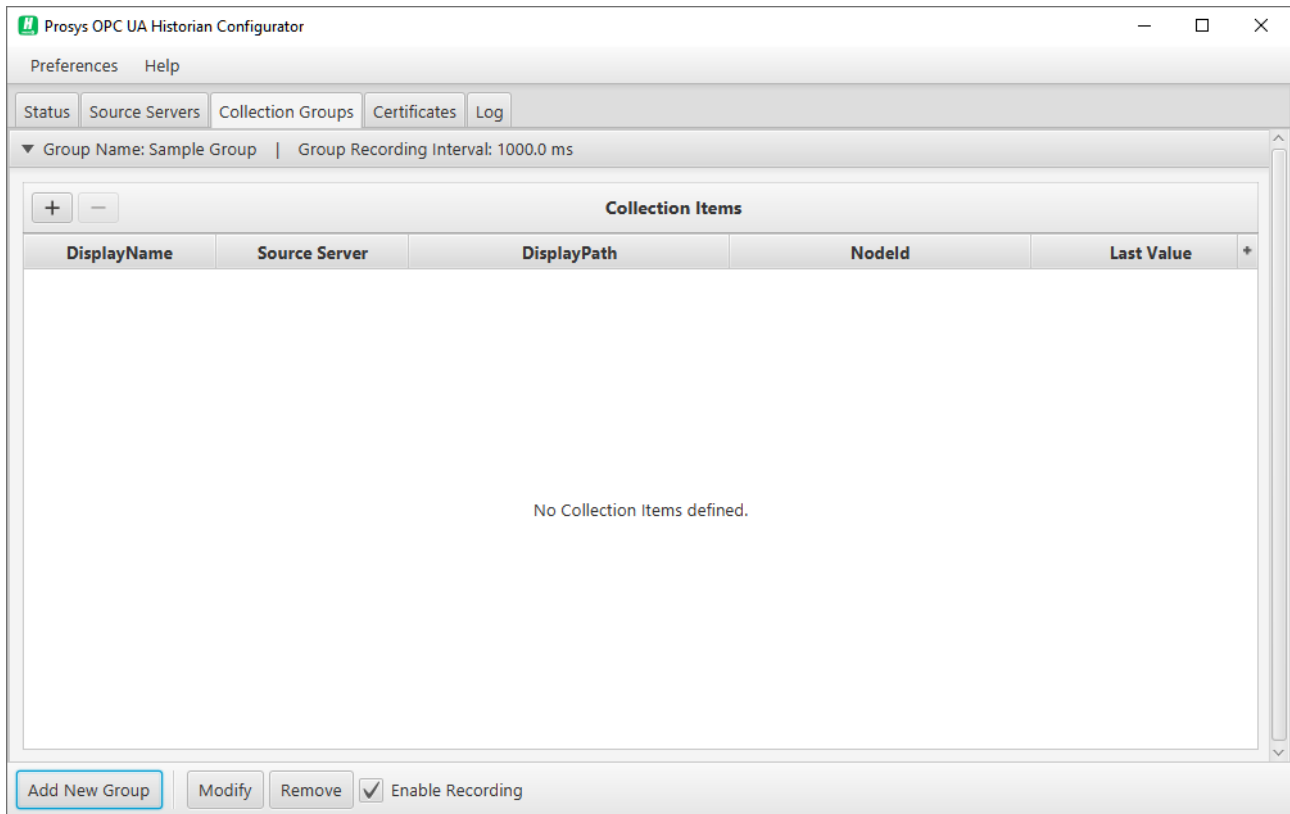 Prosys OPC UA Historian Configurator
Preferences Help
Status Source Servers Collection Groups Certificates Log
Group Name: Sample Group | Group Recording Interval: 1000.0 ms
+ − Collection Items
DisplayName Source Server DisplayPath NodeId Last Value +
No Collection Items defined.
Add New Group Modify Remove Enable Recording